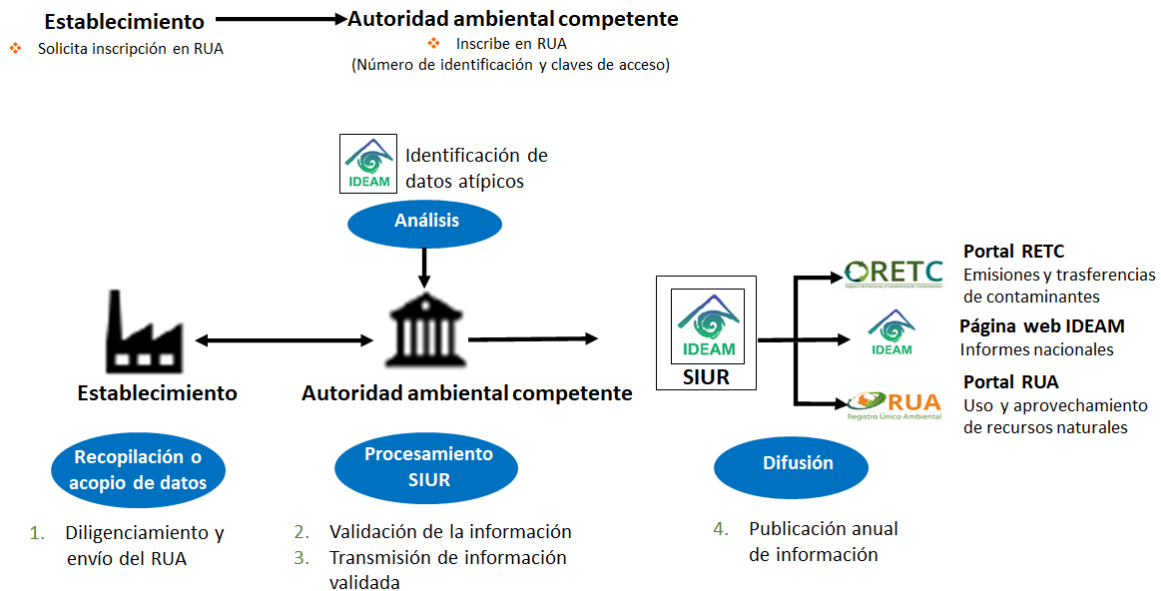 Establecimiento
❖ Solicita inscripción en RUA
Autoridad ambiental competente
❖ Inscribe en RUA
(Número de identificación y claves de acceso)
IDEAM
Identificación de
datos atípicos
Análisis
Establecimiento
Autoridad ambiental competente
IDEAM
SIUR
RETC
Portal RETC
Emisiones y trasferencias
de contaminantes
IDEAM
Página web IDEAM
Informes nacionales
RUA
Registro Único Ambiental
Portal RUA
Uso y aprovechamiento
de recursos naturales
Recopilación o
acopio de datos
Procesamiento
SIUR
Difusión
1. Diligenciamiento y
envío del RUA
2. Validación de la información
3. Transmisión de información
validada
4. Publicación anual
de información